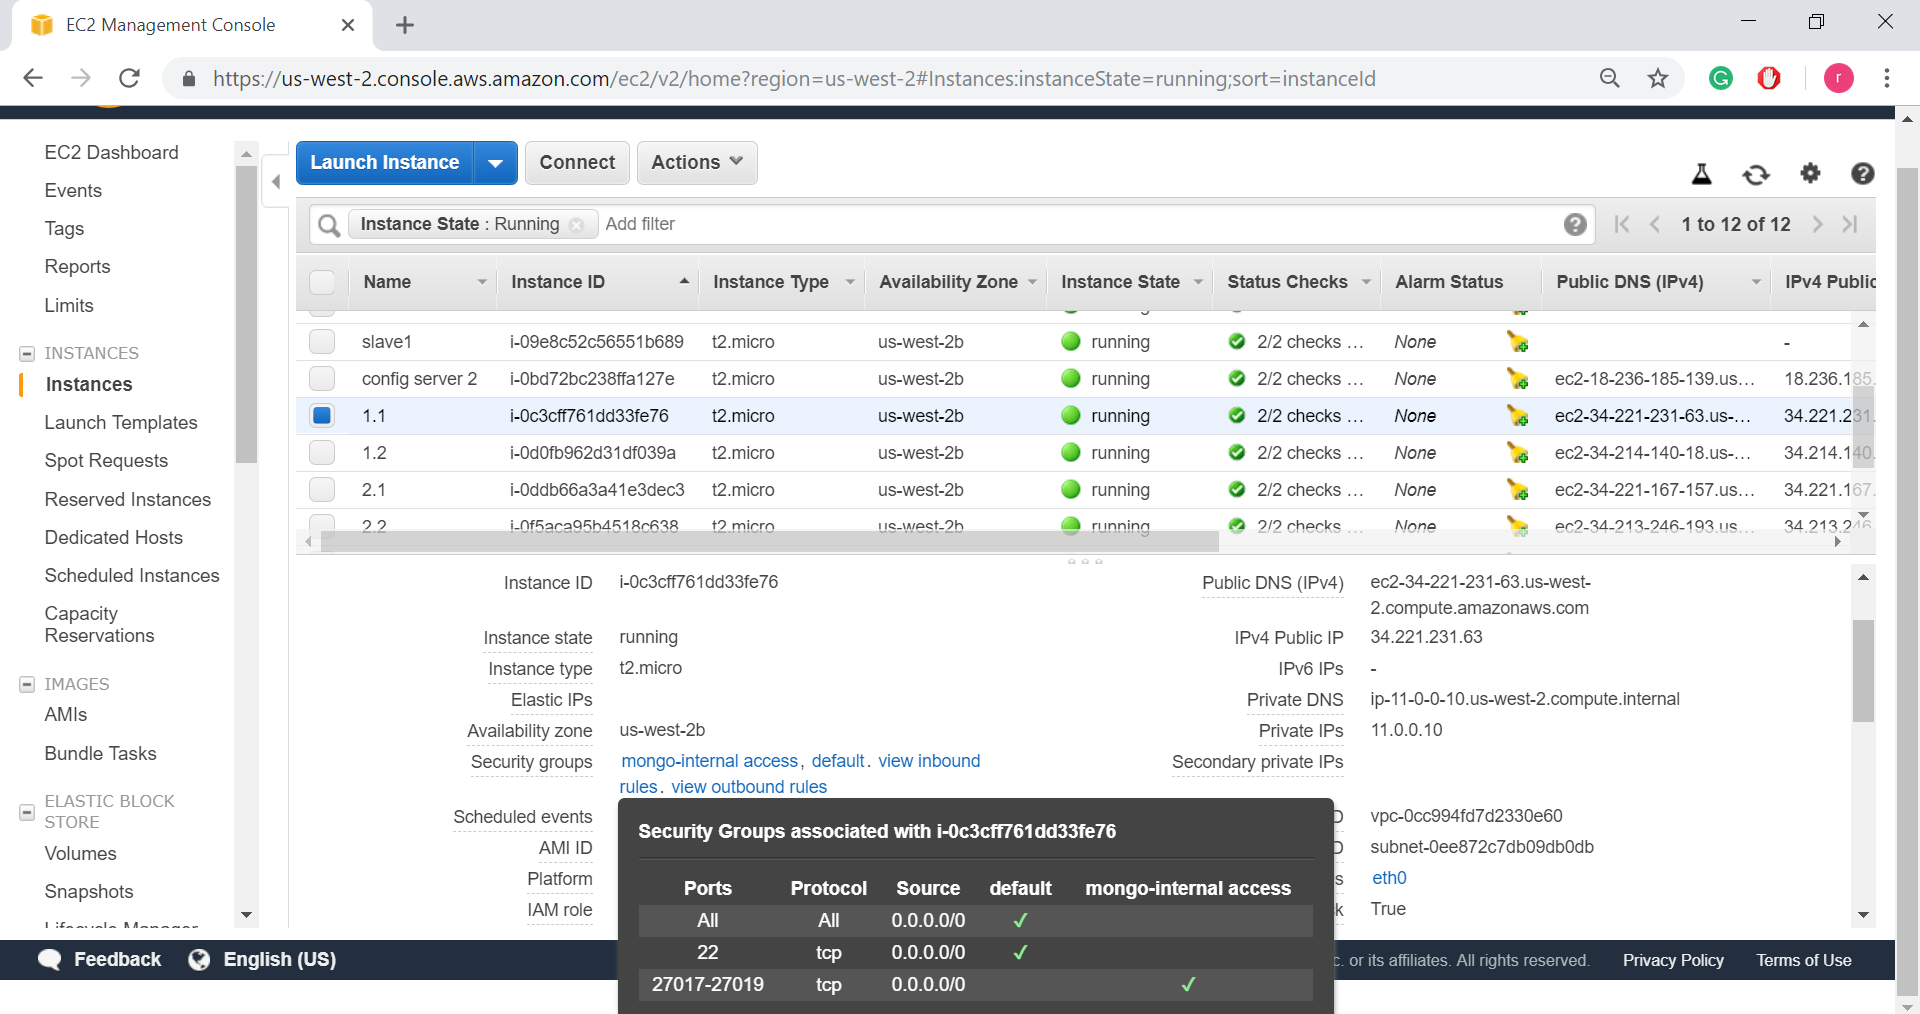 EC2 Management Console
https://us-west-2.console.aws.amazon.com/ec2/v2/home?region=us-west-2#Instances:instanceState=running;sort=instanceId
r
EC2 Dashboard
Events
Tags
Reports
Limits
INSTANCES
Instances
Launch Templates
Spot Requests
Reserved Instances
Dedicated Hosts
Scheduled Instances
Capacity
Reservations
IMAGES
AMIs
Bundle Tasks
ELASTIC BLOCK
STORE
Volumes
Snapshots
Lifecycle Manager
Launch Instance Connect Actions
Instance State : Running Add filter 1 to 12 of 12
Name Instance ID Instance Type Availability Zone Instance State Status Checks Alarm Status Public DNS (IPv4) IPv4 Public
slave1 i-09e8c52c56551b689 t2.micro us-west-2b running 2/2 checks ... None -
config server 2 i-0bd72bc238ffa127e t2.micro us-west-2b running 2/2 checks ... None ec2-18-236-185-139.us... 18.236.185.
1.1 i-0c3cff761dd33fe76 t2.micro us-west-2b running 2/2 checks ... None ec2-34-221-231-63.us-... 34.221.231.
1.2 i-0d0fb962d31df039a t2.micro us-west-2b running 2/2 checks ... None ec2-34-214-140-18.us-... 34.214.140.
2.1 i-0ddb66a3a41e3dec3 t2.micro us-west-2b running 2/2 checks ... None ec2-34-221-167-157.us... 34.221.167.
2.2 i-0f5aca95b4518c638 t2.micro us-west-2b running 2/2 checks ... None ec2-34-213-246-193.us... 34.213.246
Instance ID i-0c3cff761dd33fe76
Instance state running
Instance type t2.micro
Elastic IPs
Availability zone us-west-2b
Security groups mongo-internal access, default. view inbound
rules. view outbound rules
Scheduled events
AMI ID
Platform
IAM role
Public DNS (IPv4) ec2-34-221-231-63.us-west-
2.compute.amazonaws.com
IPv4 Public IP 34.221.231.63
IPv6 IPs -
Private DNS ip-11-0-0-10.us-west-2.compute.internal
Private IPs 11.0.0.10
Secondary private IPs
D vpc-0cc994fd7d2330e60
D subnet-0ee872c7db09db0db
s eth0
k True
Security Groups associated with i-0c3cff761dd33fe76
Ports Protocol Source default mongo-internal access
All All 0.0.0.0/0 ✓
22 tcp 0.0.0.0/0 ✓
27017-27019 tcp 0.0.0.0/0 ✓
Feedback English (US) c. or its affiliates. All rights reserved. Privacy Policy Terms of Use